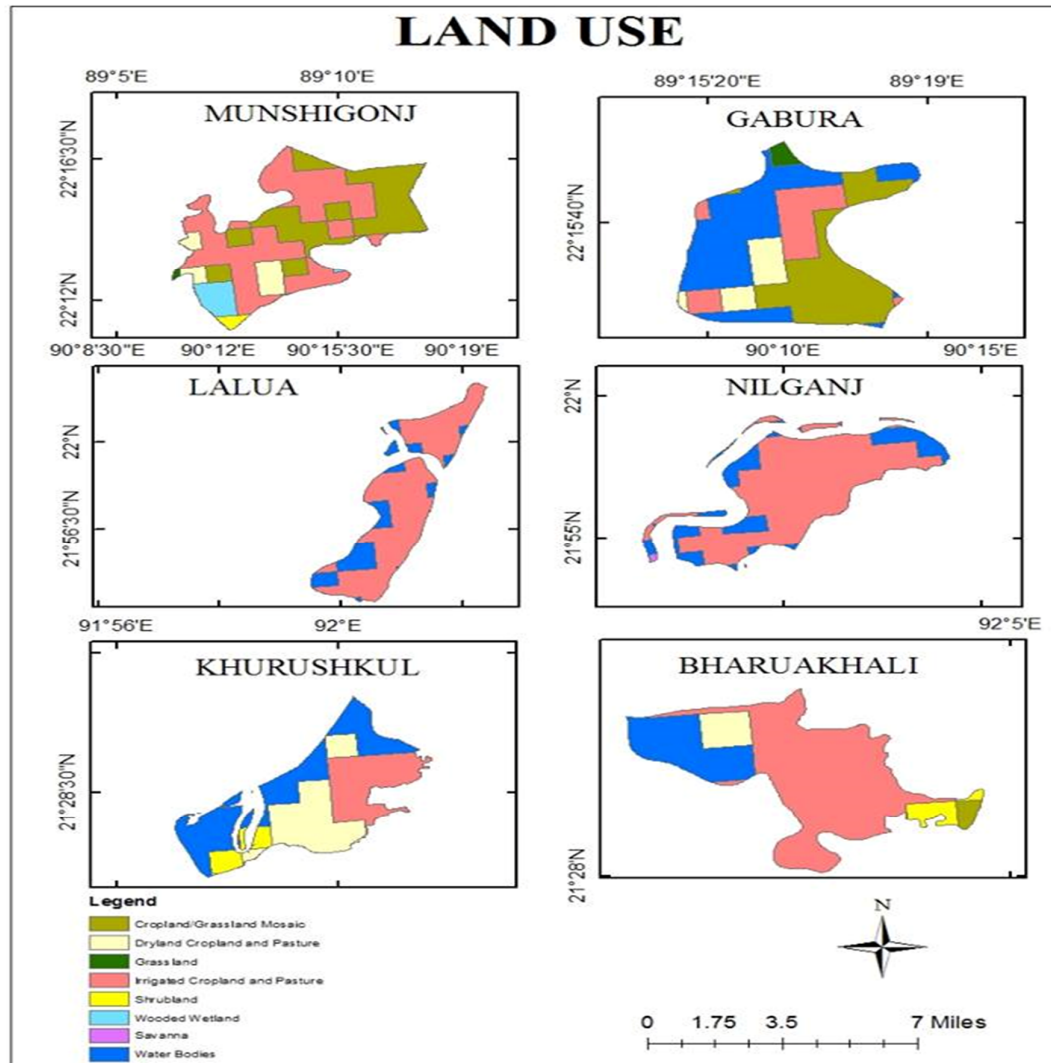 LAND USE
89°5'E 89°10'E
89°15'20"E 89°19'E
MUNSHIGONJ
GABURA
22°16'30"N
22°12'N
22°15'40"N
90°8'30"E 90°12'E 90°15'30"E 90°19'E
90°10'E 90°15'E
LALUA
NILGANJ
22°N
21°56'30"N
22°N
21°55'N
91°56'E 92°E
92°5'E
KHURUSHKUL
BHARUAKHALI
21°28'30"N
21°28'N
Legend
Cropland/Grassland Mosaic
Dryland Cropland and Pasture
Grassland
Irrigated Cropland and Pasture
Shrubland
Wooded Wetland
Savanna
Water Bodies
N
0 1.75 3.5 7 Miles